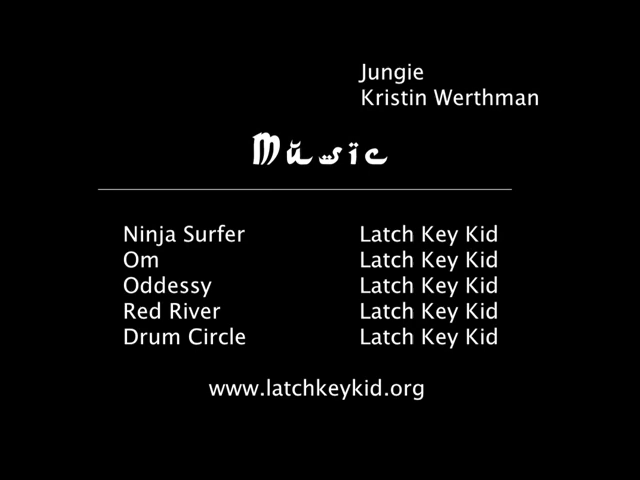 Jungie
Kristin Werthman
Music
Ninja Surfer Latch Key Kid
Om Latch Key Kid
Oddessy Latch Key Kid
Red River Latch Key Kid
Drum Circle Latch Key Kid
www.latchkeykid.org